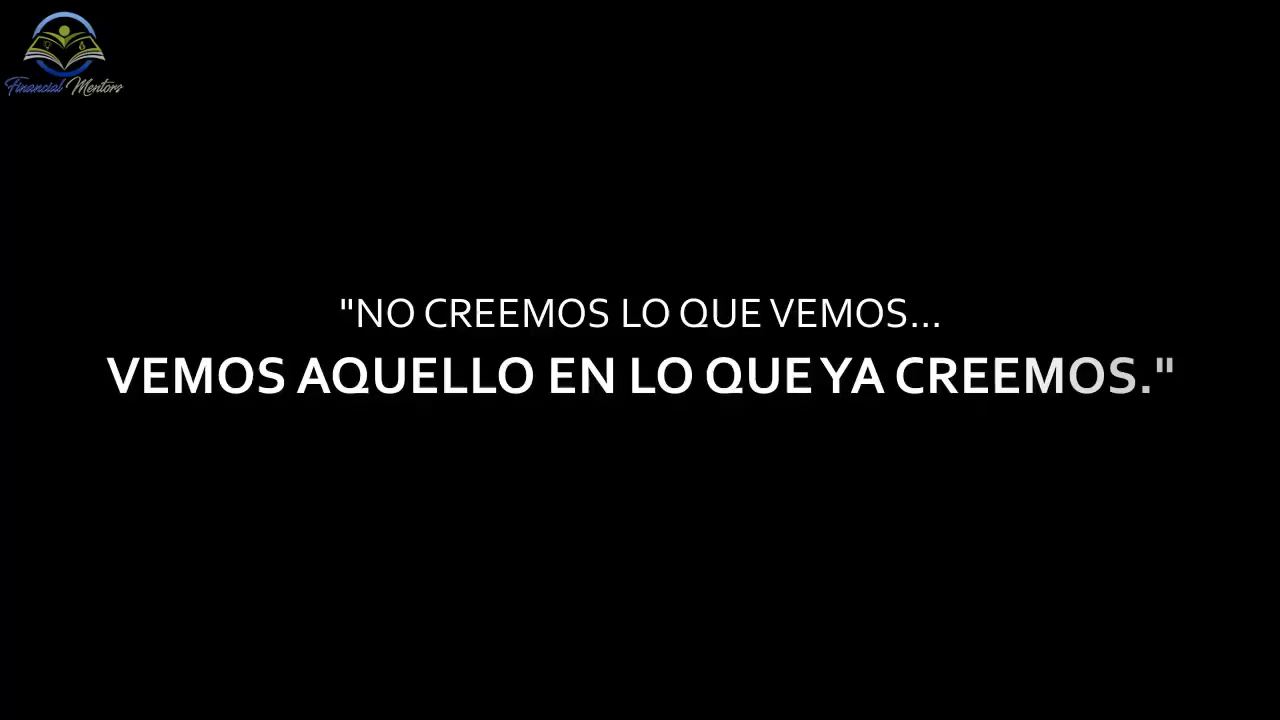 Financial Mentors
"NO CREEMOS LO QUE VEMOS...
VEMOS AQUELLO EN LO QUE YA CREEMOS."